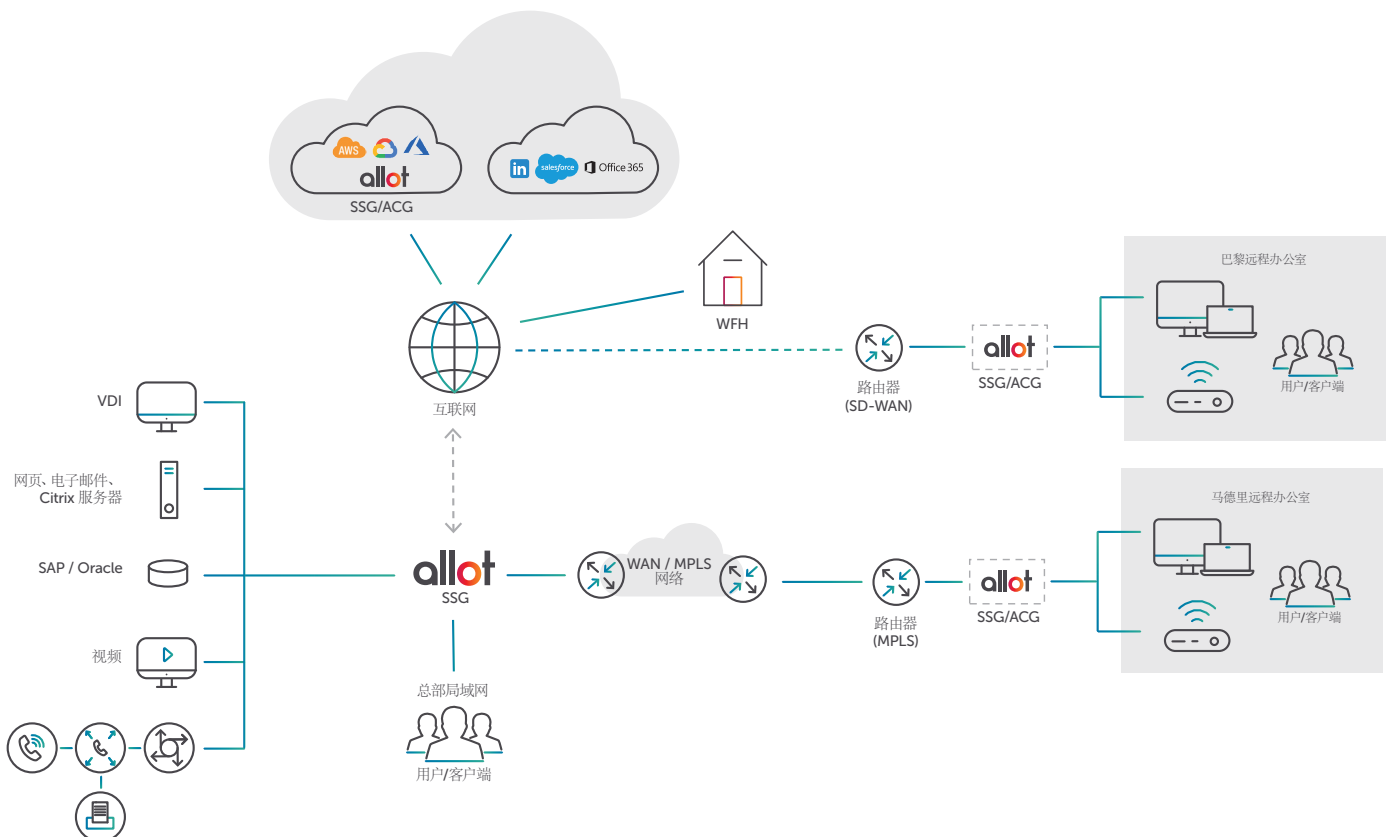 AWS
allot
SSG/ACG
in
salesforce
Office 365
WFH
互联网
路由器
(SD-WAN)
allot
SSG/ACG
巴黎远程办公室
用户/客户端
VDI
网页、电子邮件、
Citrix 服务器
SAP / Oracle
视频
allot
SSG
WAN / MPLS
网络
路由器
(MPLS)
allot
SSG/ACG
马德里远程办公室
用户/客户端
总部局域网
用户/客户端